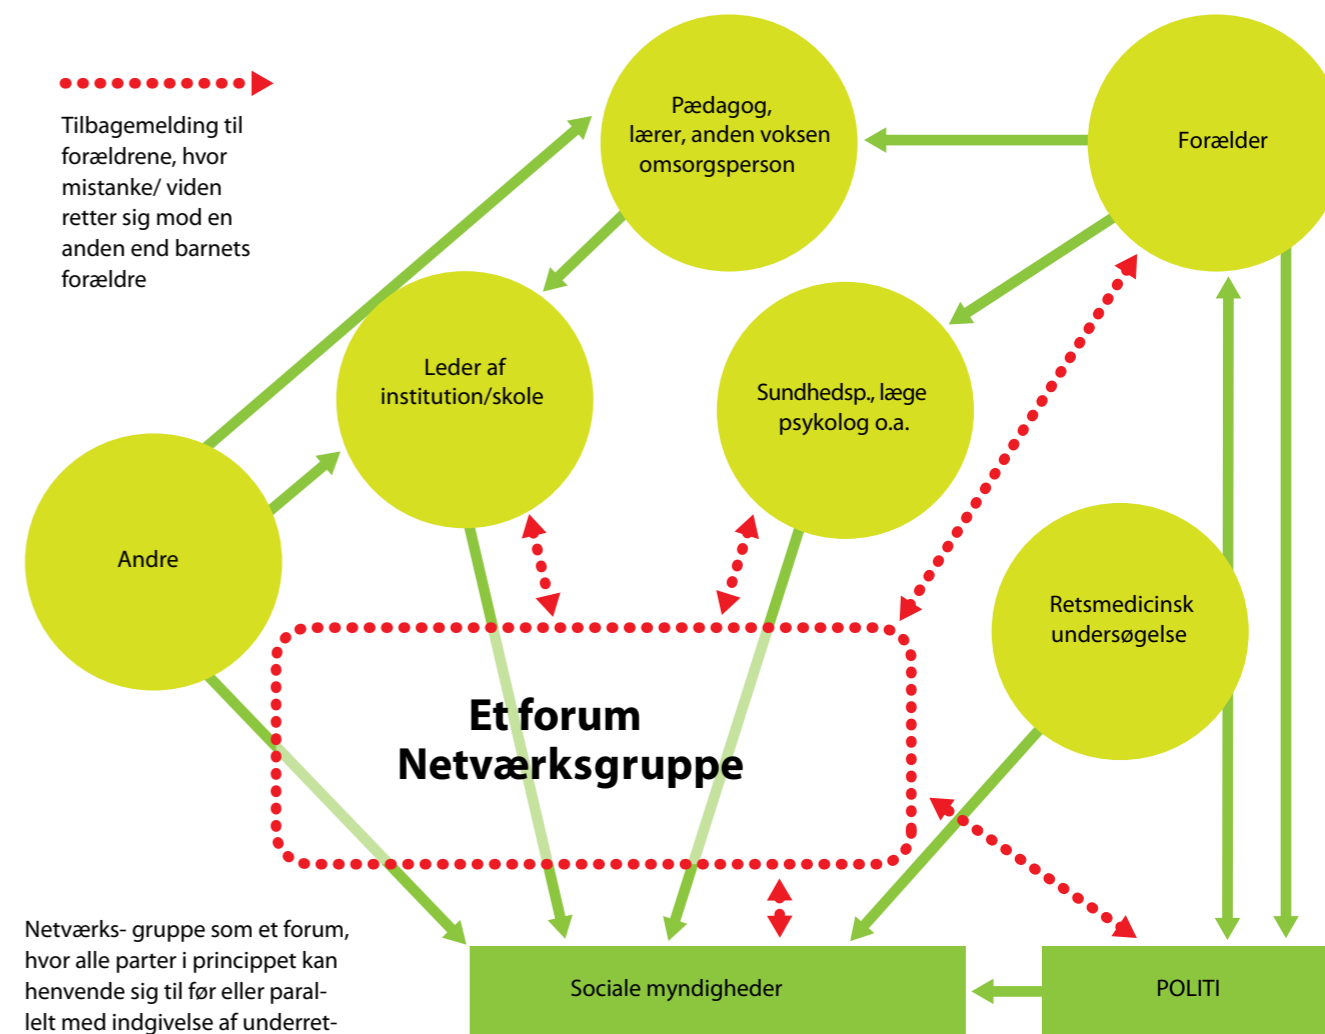 Tilbagemelding til
forældrene, hvor
mistanke/ viden
retter sig mod en
anden end barnets
forældre
Pædagog,
lærer, anden voksen
omsorgsperson
Forælder
Leder af
institution/skole
Sundhedsp., læge
psykolog o.a.
Andre
Retsmedicinsk
undersøgelse
Et forum
Netværksgruppe
Netværks- gruppe som et forum,
hvor alle parter i princippet kan
henvende sig til før eller paral-
lelt med indgivelse af underret-
Sociale myndigheder
POLITI